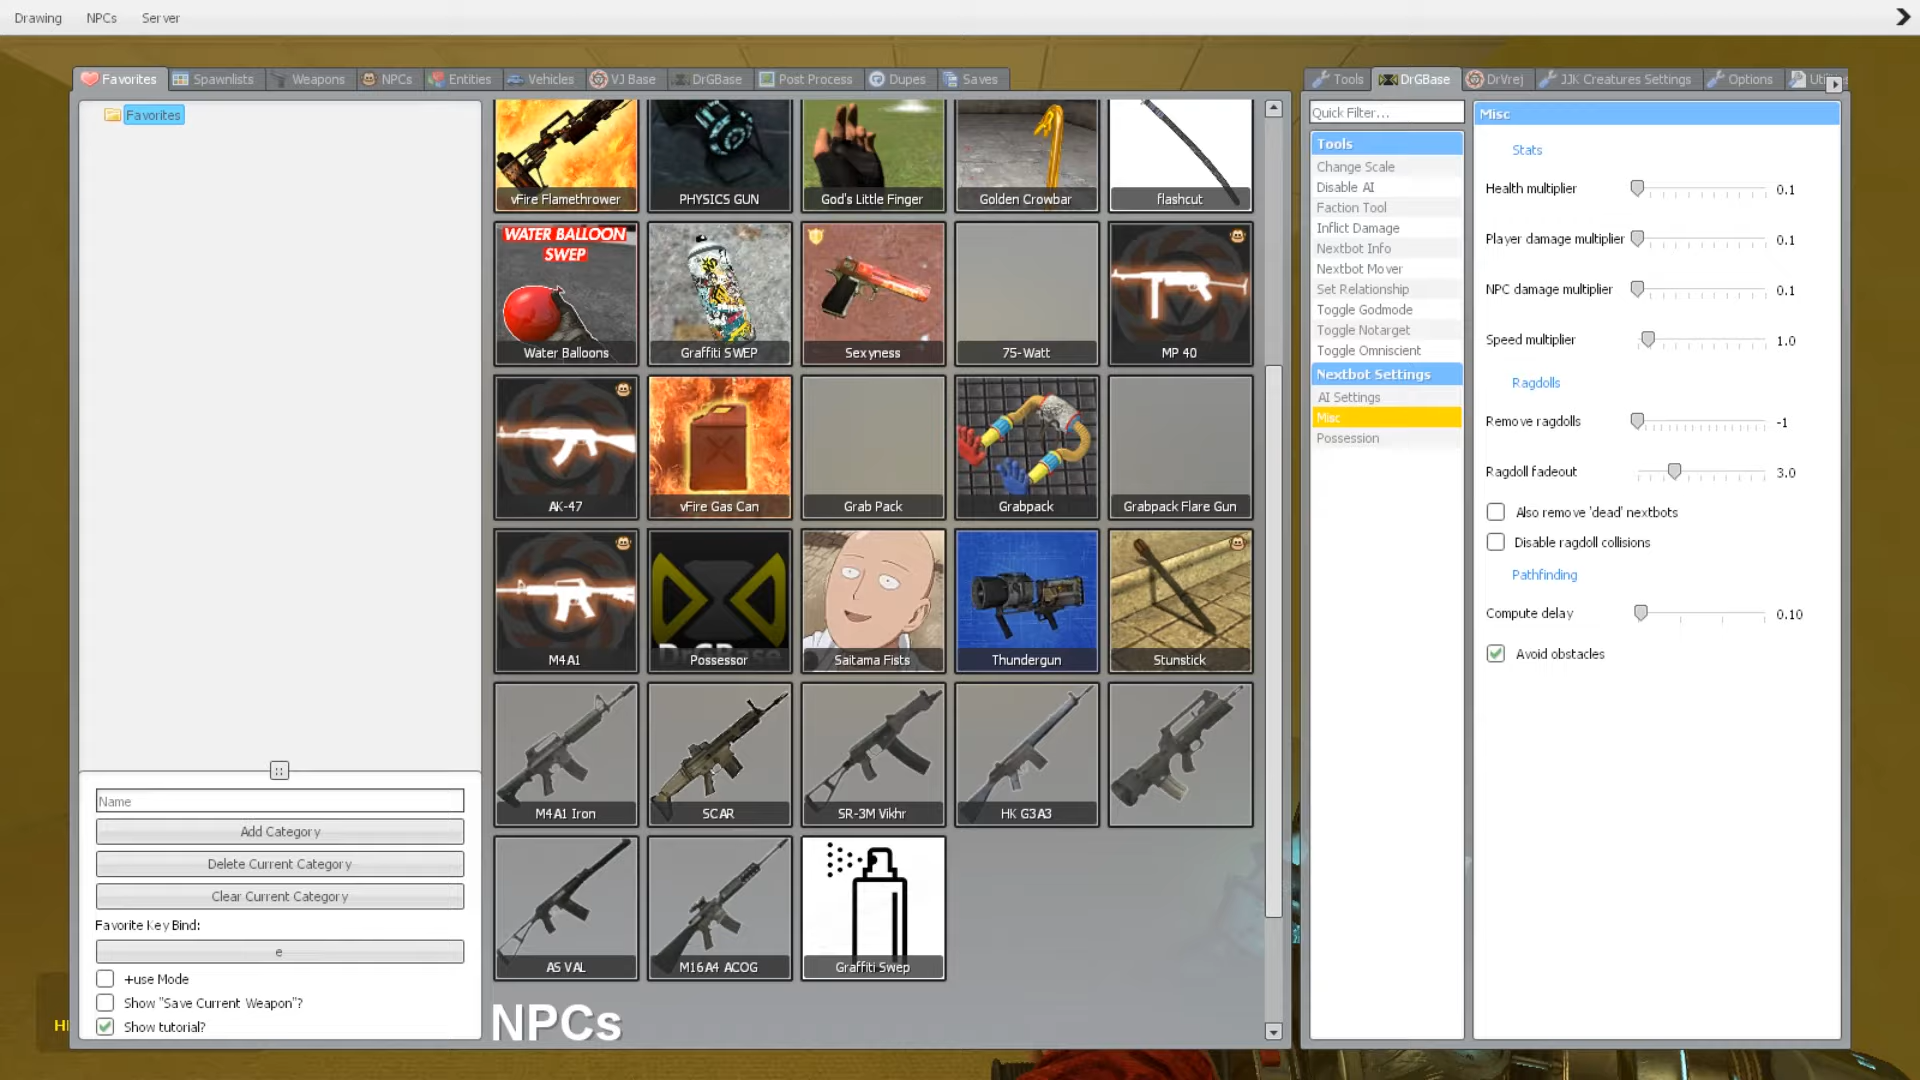 Drawing NPCs Server
Favorites Spawnlists Weapons NPCs Entities Vehicles VJ Base DrGBase Post Process Dupes Saves
Tools DrGBase DrVrej JJK Creatures Settings Options
Favorites
vFire Flamethrower PHYSICS GUN God's Little Finger Golden Crowbar flashcut
WATER BALLOON
SWEP
Water Balloons Graffiti SWEP Sexyness 75-Watt MP 40
AK-47 vFire Gas Can Grab Pack Grabpack Grabpack Flare Gun
M4A1 Possessor Saitama Fists Thundergun Stunstick
M4A1 Iron SCAR SR-3M Vikhr HK G3A3
AS VAL M16A4 ACOG Graffiti Swep
NPCs
Name
Add Category
Delete Current Category
Clear Current Category
Favorite Key Bind:
e
+use Mode
Show "Save Current Weapon"?
Show tutorial?
Quick Filter...
Tools
Change Scale
Disable AI
Faction Tool
Inflict Damage
Nextbot Info
Nextbot Mover
Set Relationship
Toggle Godmode
Toggle Notarget
Toggle Omniscient
Nextbot Settings
AI Settings
Misc
Possession
Misc
Stats
Health multiplier 0.1
Player damage multiplier 0.1
NPC damage multiplier 0.1
Speed multiplier 1.0
Ragdolls
Remove ragdolls -1
Ragdoll fadeout 3.0
Also remove 'dead' nextbots
Disable ragdoll collisions
Pathfinding
Compute delay 0.10
Avoid obstacles